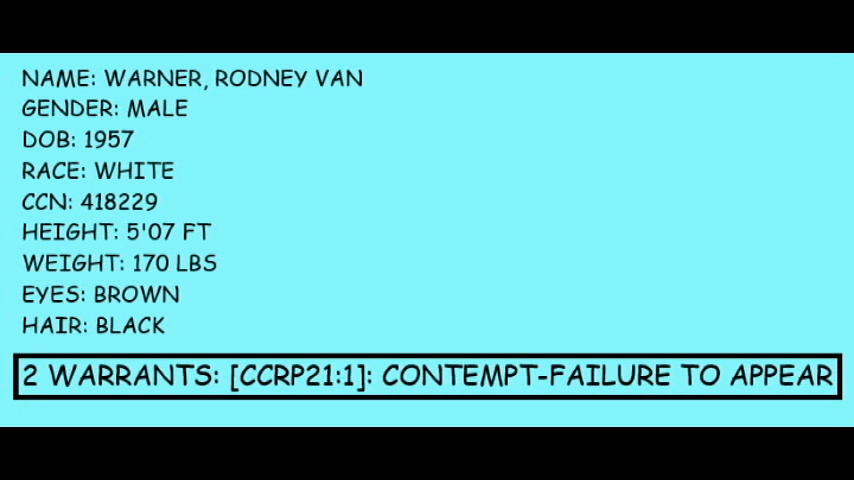 NAME: WARNER, RODNEY VAN
GENDER: MALE
DOB: 1957
RACE: WHITE
CCN: 418229
HEIGHT: 5'07 FT
WEIGHT: 170 LBS
EYES: BROWN
HAIR: BLACK
2 WARRANTS: [CCRP21:1]: CONTEMPT-FAILURE TO APPEAR